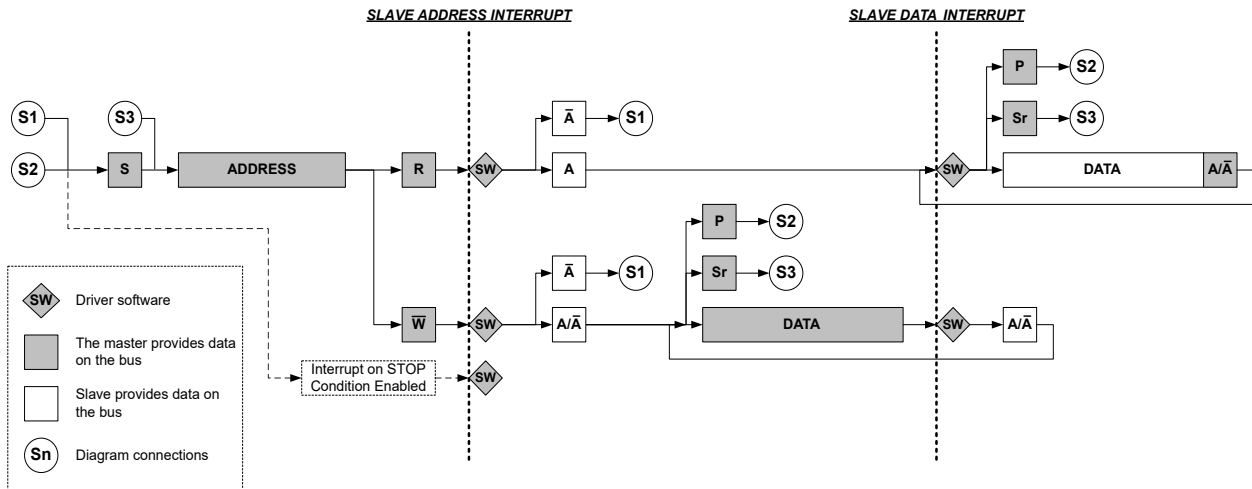 SLAVE ADDRESS INTERRUPT
SLAVE DATA INTERRUPT
P
S2
S1
S3
A̅
S1
Sr
S3
S2
S
ADDRESS
R
SW
A
SW
DATA
A/A̅
P
S2
A̅
S1
Sr
S3
W̅
SW
A/A̅
DATA
SW
A/A̅
Interrupt on STOP
Condition Enabled
SW
SW
Driver software
The master provides data
on the bus
Slave provides data on
the bus
Sn
Diagram connections